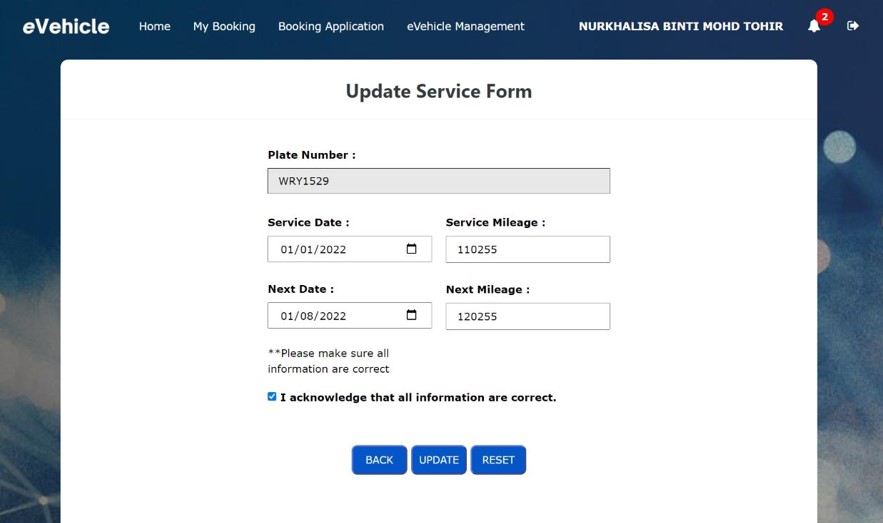 eVehicle Home My Booking Booking Application eVehicle Management NURKHALISA BINTI MOHD TOHIR 2
Update Service Form
Plate Number :
WRY1529
Service Date : Service Mileage :
01/01/2022 110255
Next Date : Next Mileage :
01/08/2022 120255
**Please make sure all
information are correct
I acknowledge that all information are correct.
BACK UPDATE RESET